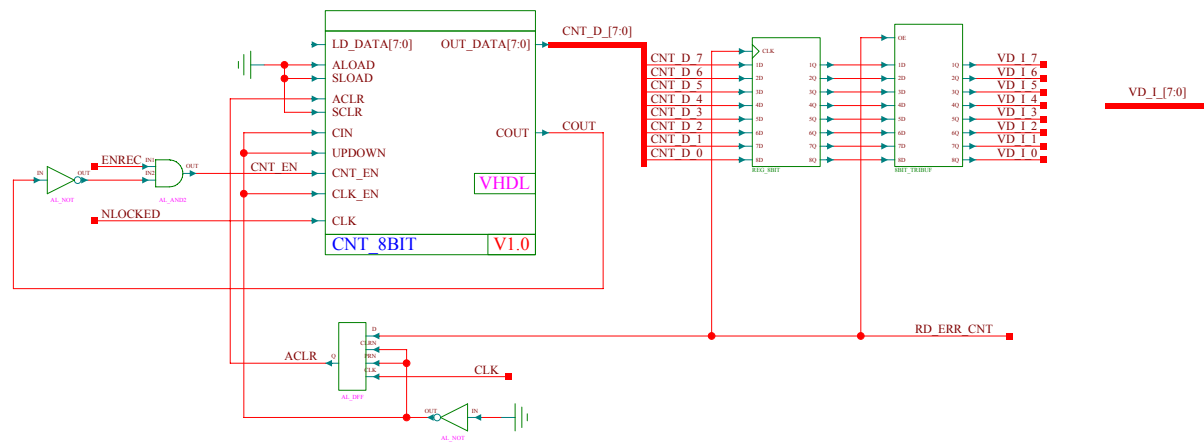 LD_DATA[7:0] OUT_DATA[7:0]
CNT_D_[7:0]
ALOAD
SLOAD
ACLR
SCLR
CIN
COUT
COUT
UPDOWN
CNT_EN
CLK_EN
CLK
VHDL
CNT_8BIT V1.0
ENREC
IN1
IN2
OUT
IN
OUT
AL_NOT
AL_AND2
CNT_EN
NLOCKED
CNT_D_7
CNT_D_6
CNT_D_5
CNT_D_4
CNT_D_3
CNT_D_2
CNT_D_1
CNT_D_0
CLK
1D 1Q
2D 2Q
3D 3Q
4D 4Q
5D 5Q
6D 6Q
7D 7Q
8D 8Q
REG_8BIT
OE
1D 1Q
2D 2Q
3D 3Q
4D 4Q
5D 5Q
6D 6Q
7D 7Q
8D 8Q
VD_I_7
VD_I_6
VD_I_5
VD_I_4
VD_I_3
VD_I_2
VD_I_1
VD_I_0
VD_I_[7:0]
RD_ERR_CNT
D
CLRN
PRN
CLK
Q
ACLR
AL_DFF
CLK
OUT
IN
AL_NOT